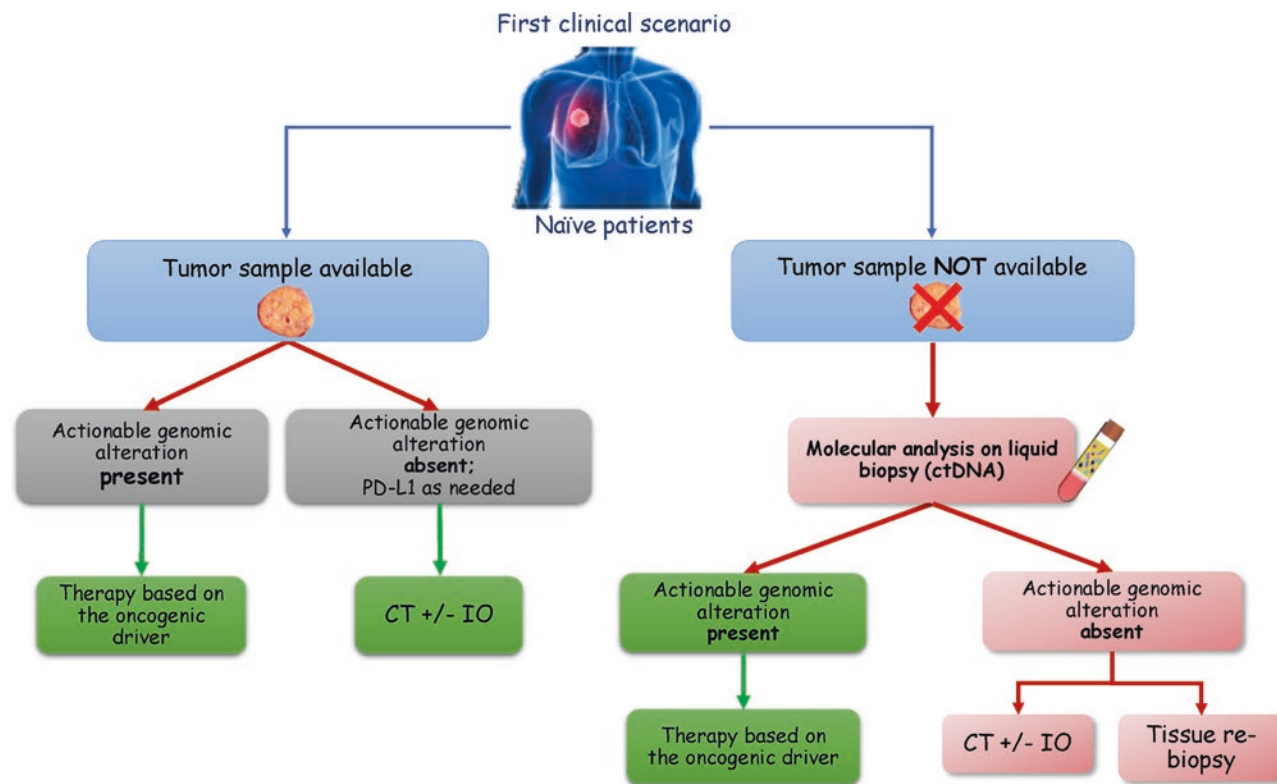 First clinical scenario
Naïve patients
Tumor sample available
Tumor sample NOT available
Actionable genomic
alteration
present
Actionable genomic
alteration
absent;
PD-L1 as needed
Molecular analysis on liquid
biopsy (ctDNA)
Therapy based on
the oncogenic
driver
CT +/- IO
Actionable genomic
alteration
present
Actionable genomic
alteration
absent
Therapy based on
the oncogenic driver
CT +/- IO
Tissue re-
biopsy